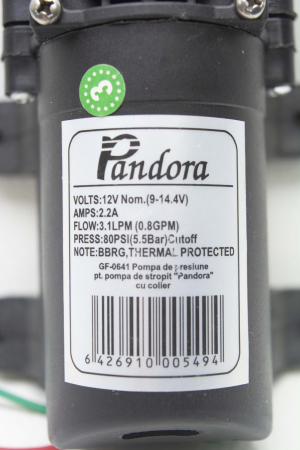 3
Pandora
VOLTS:12V Nom.(9-14.4V)
AMPS:2.2A
FLOW:3.1LPM (0.8GPM)
PRESS:80PSI(5.5Bar)Cutoff
NOTE:BBRG,THERMAL PROTECTED
GF-0641 Pompa de presiune
pt. pompa de stropit "Pandora"
cu colier
6 426910 005494